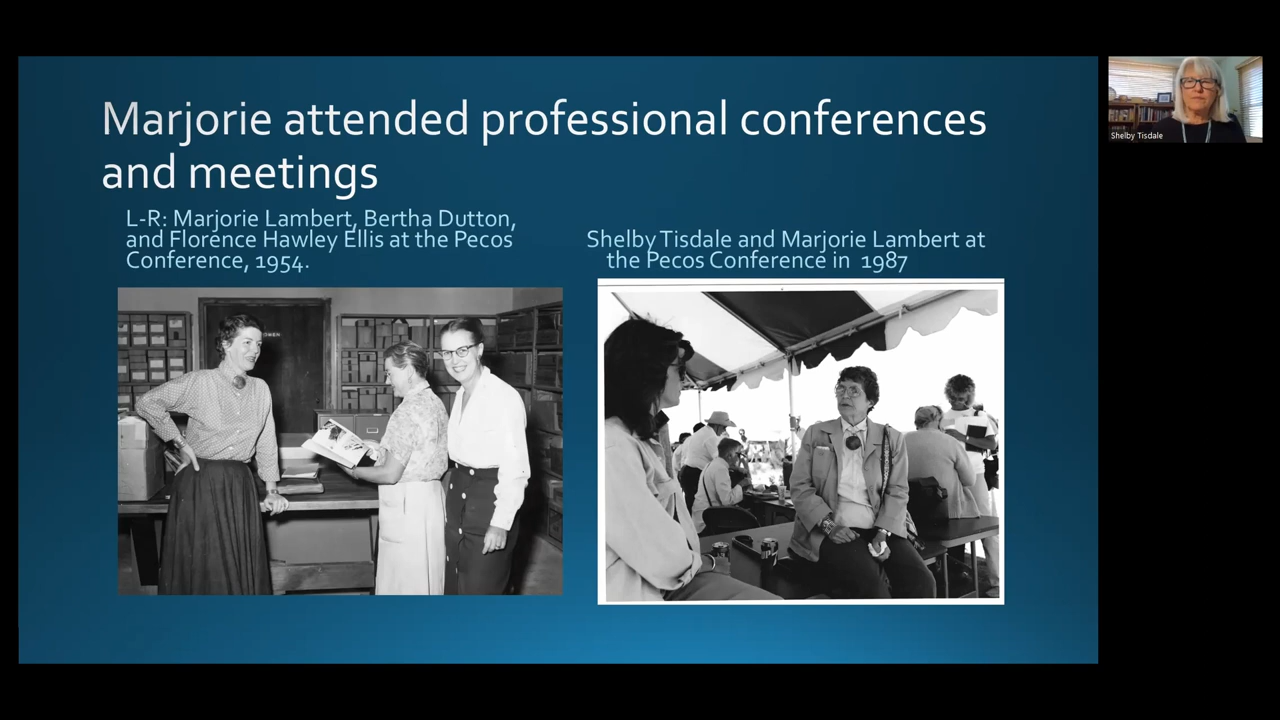 Marjorie attended professional conferences
and meetings
L-R: Marjorie Lambert, Bertha Dutton,
and Florence Hawley Ellis at the Pecos
Conference, 1954.
Shelby Tisdale and Marjorie Lambert at
the Pecos Conference in 1987
Shelby Tisdale